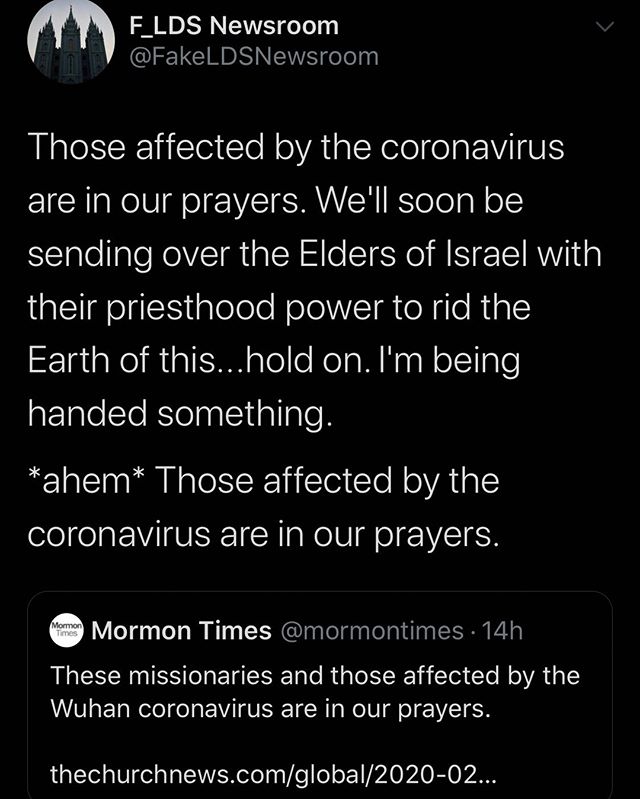 F_LDS Newsroom
@FakeLDSNewsroom
Those affected by the coronavirus
are in our prayers. We'll soon be
sending over the Elders of Israel with
their priesthood power to rid the
Earth of this...hold on. I'm being
handed something.
*ahem* Those affected by the
coronavirus are in our prayers.
Mormon
Times
Mormon Times @mormontimes · 14h
These missionaries and those affected by the
Wuhan coronavirus are in our prayers.
thechurchnews.com/global/2020-02...